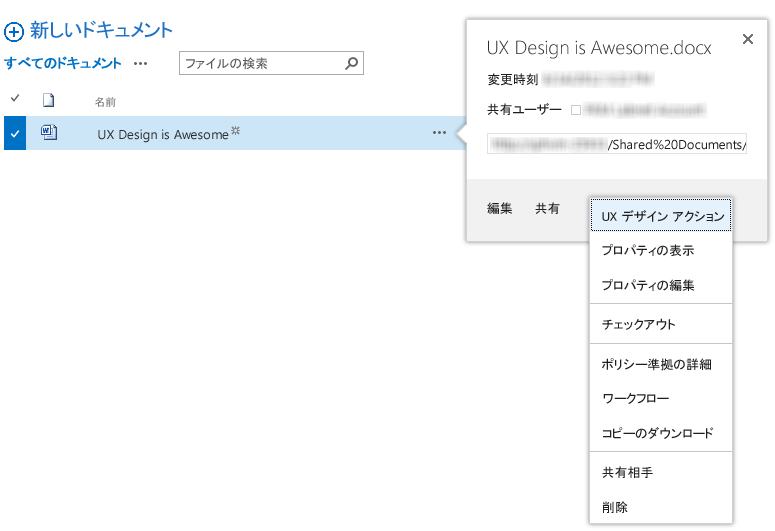 新しいドキュメント
すべてのドキュメント ･･･
ファイルの検索
名前
UX Design is Awesome ･･･
UX Design is Awesome.docx
変更時刻
共有ユーザー
/Shared%20Documents/
編集 共有
UX デザイン アクション
プロパティの表示
プロパティの編集
チェックアウト
ポリシー準拠の詳細
ワークフロー
コピーのダウンロード
共有相手
削除